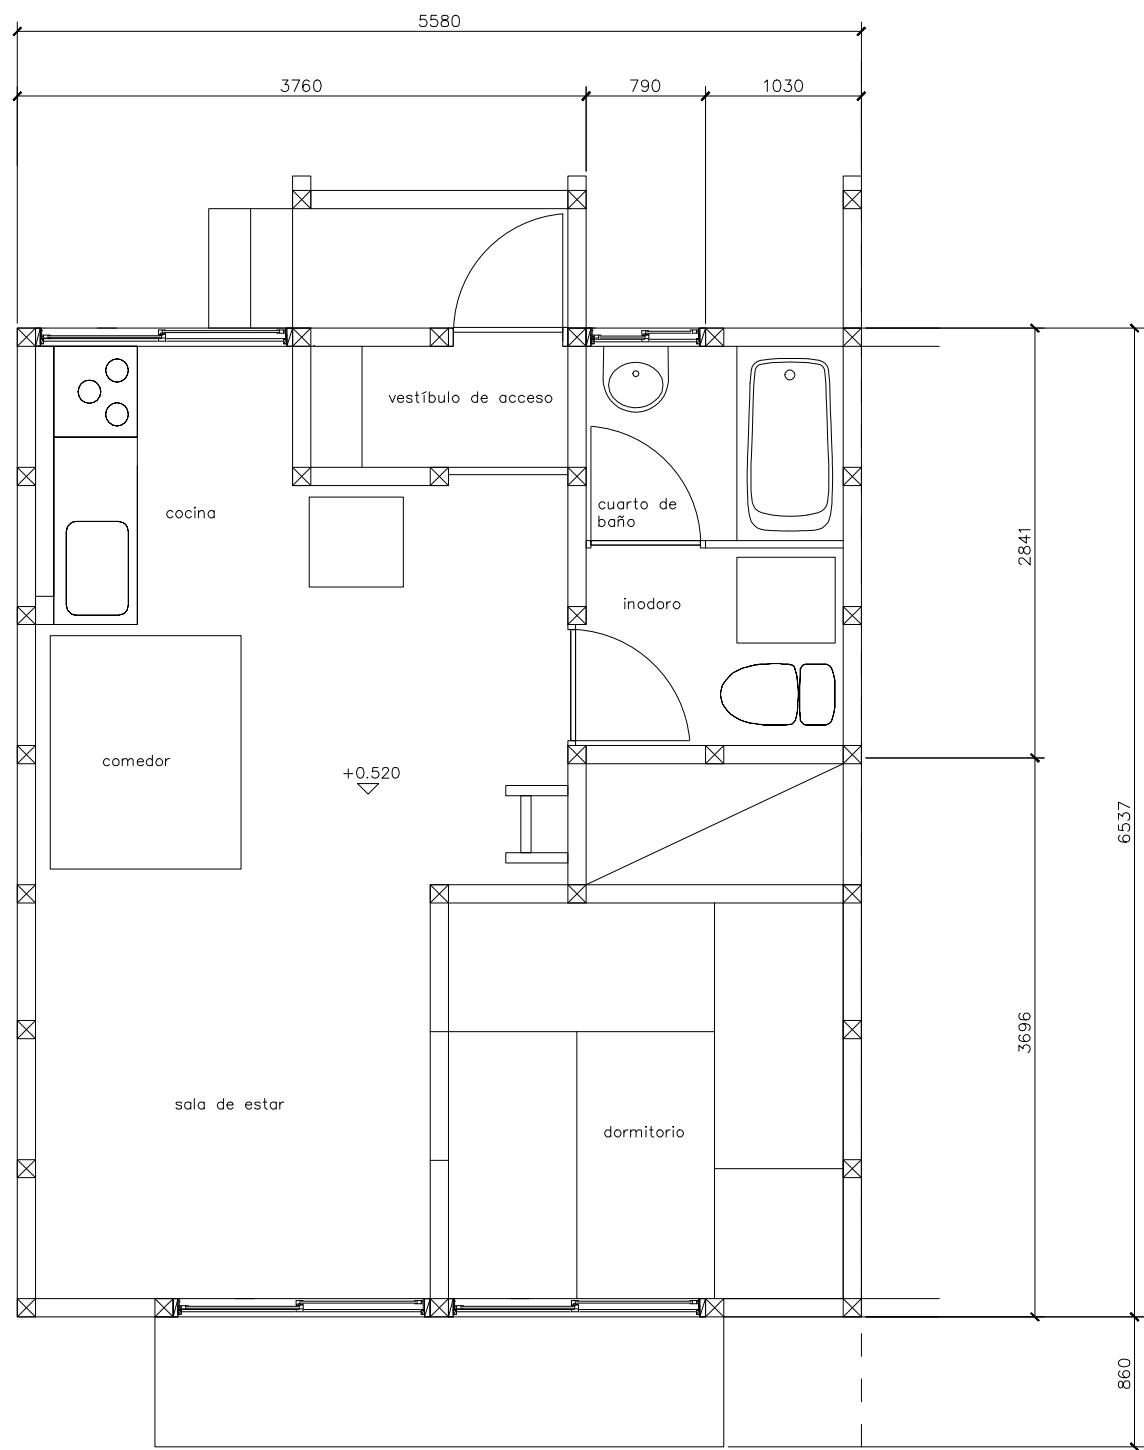 5580
3760
790
1030
vestíbulo de acceso
cuarto de
baño
cocina
2841
inodoro
comedor
+0.520
6537
3696
sala de estar
dormitorio
860